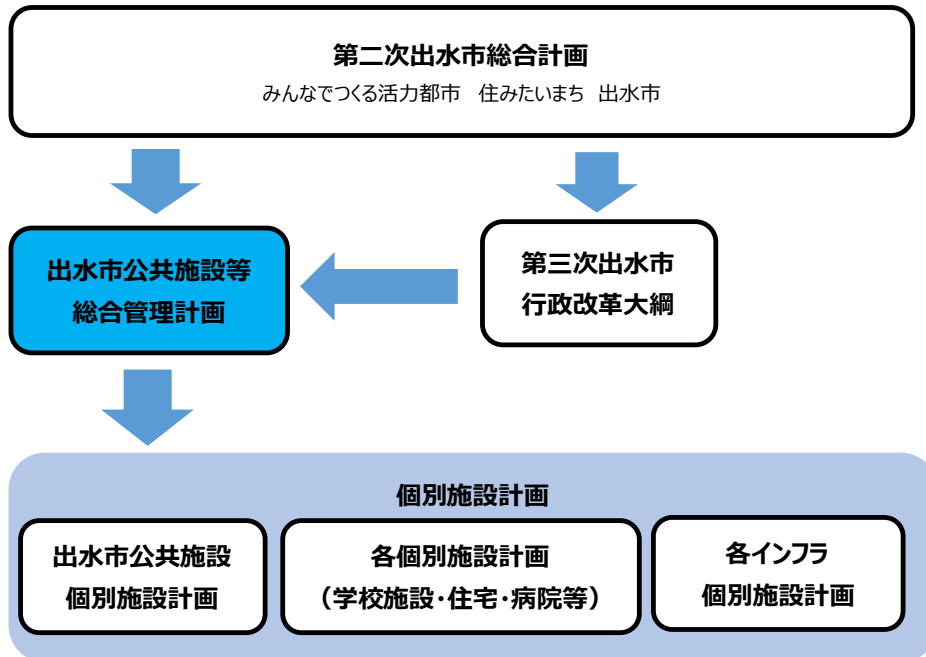 第二次出水市総合計画
みんなでつくる活力都市 住みたいまち 出水市
出水市公共施設等
総合管理計画
第三次出水市
行政改革大綱
個別施設計画
出水市公共施設
個別施設計画
各個別施設計画
（学校施設・住宅・病院等）
各インフラ
個別施設計画